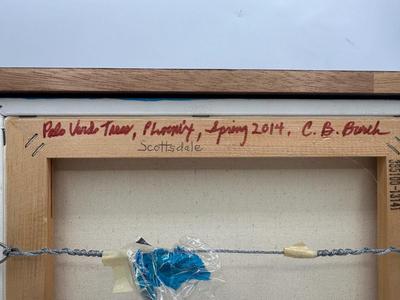 Palo Verde Trees, Phoenix, Spring 2014, C. B. Burch
Scottsdale